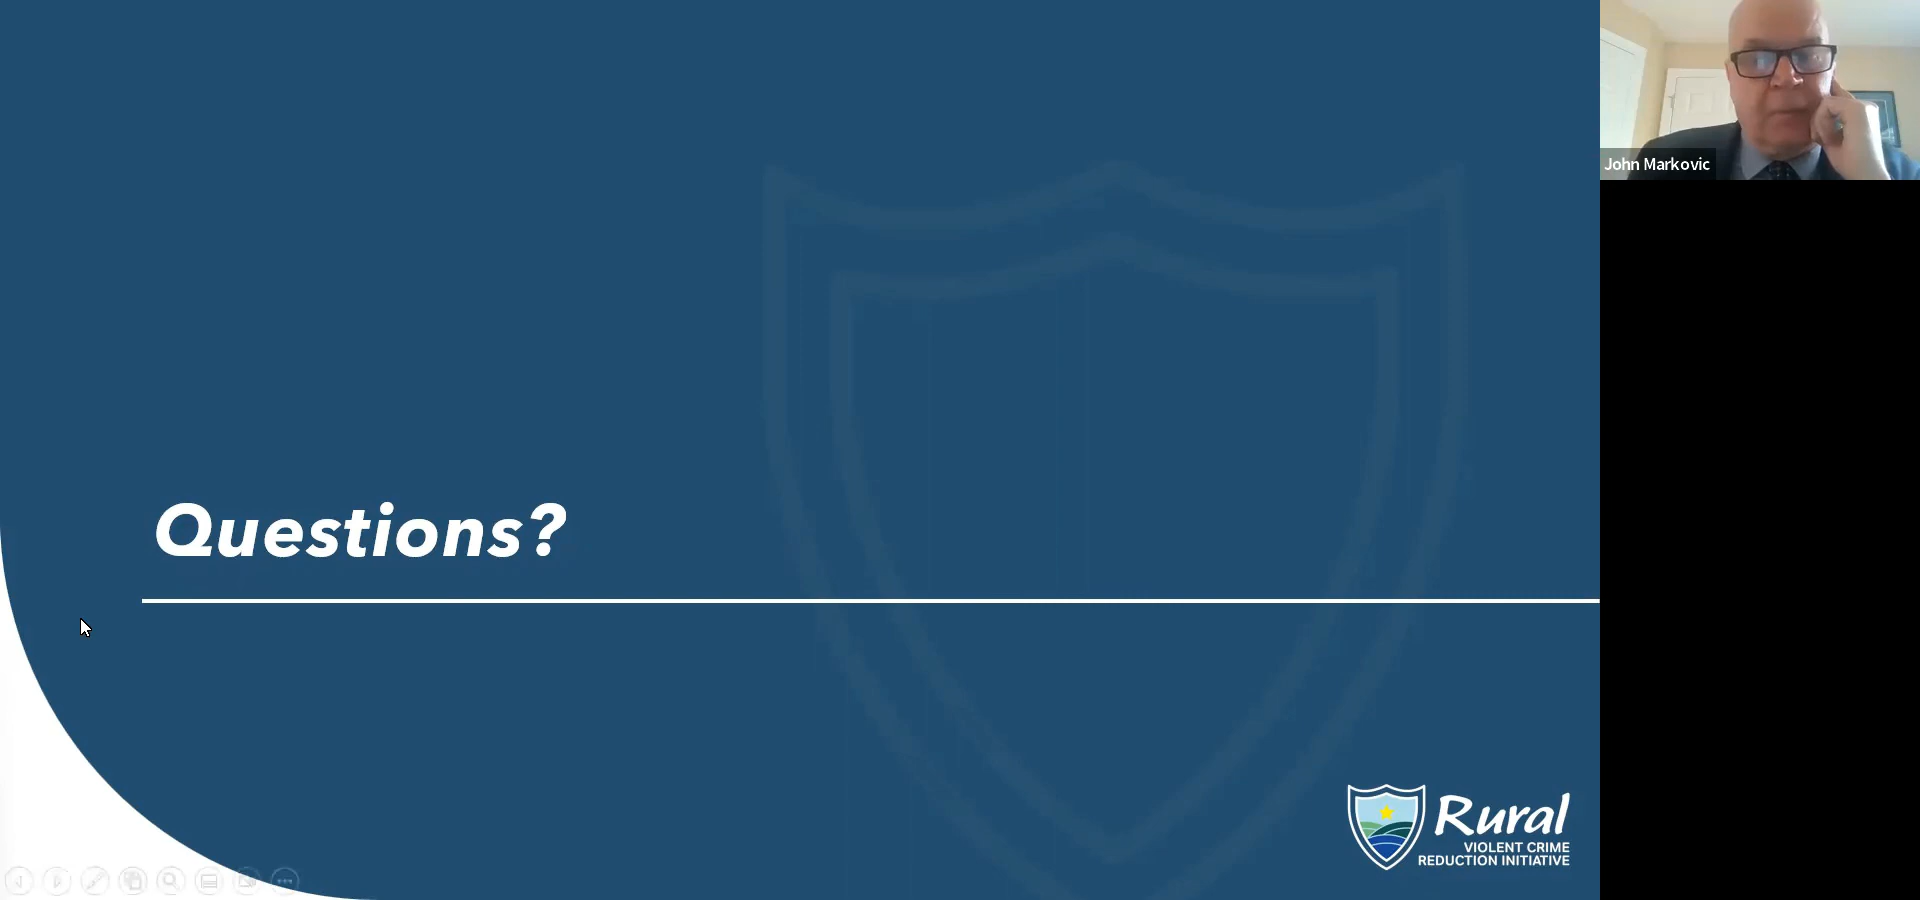 John Markovic
Questions?
Rural
VIOLENT CRIME
REDUCTION INITIATIVE